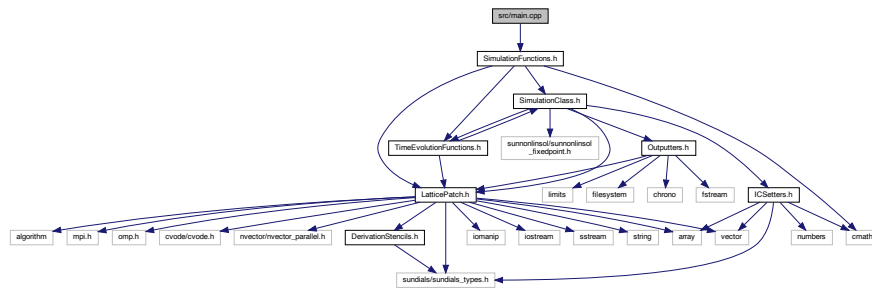 src/main.cpp
SimulationFunctions.h
SimulationClass.h
TimeEvolutionFunctions.h
sunnonlinsol/sunnonlinsol
_fixedpoint.h
Outputters.h
LatticePatch.h
limits
filesystem
chrono
fstream
ICSetters.h
algorithm
mpi.h
omp.h
cvode/cvode.h
nvector/nvector_parallel.h
DerivationStencils.h
iomanip
iostream
sstream
string
array
vector
numbers
cmath
sundials/sundials_types.h